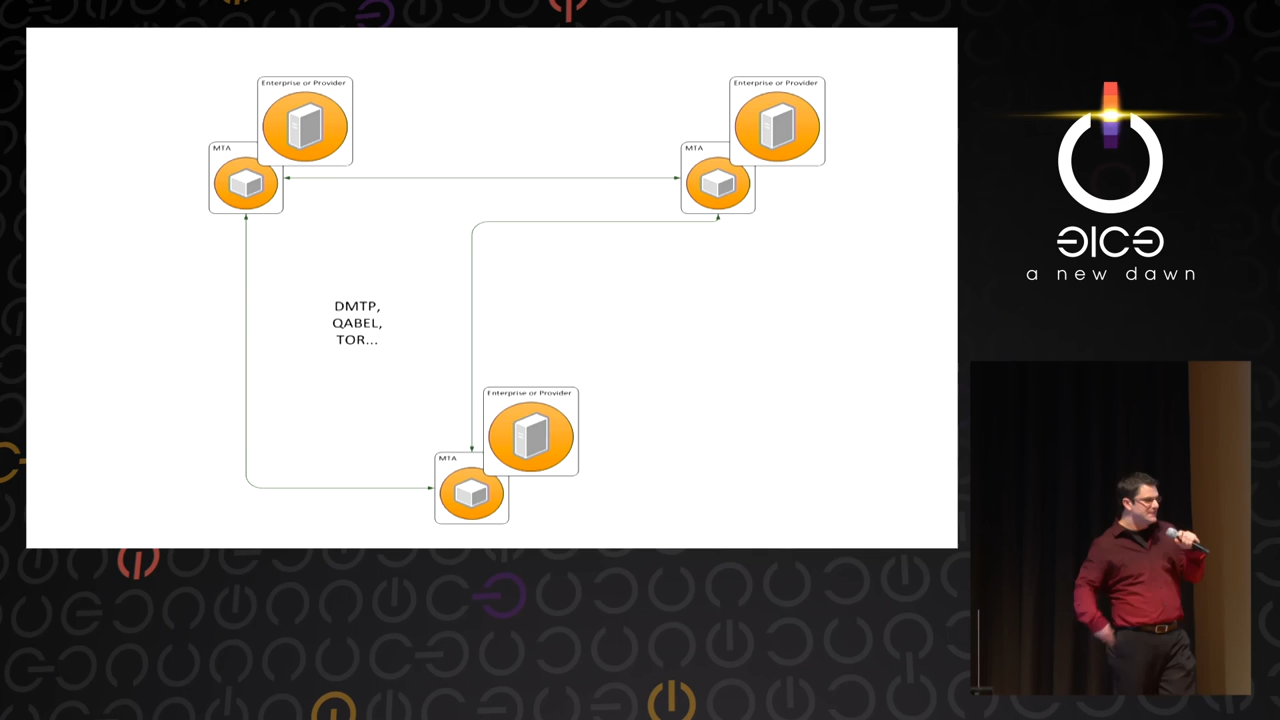 Enterprise or Provider
MTA
Enterprise or Provider
MTA
DMTP,
QABEL,
TOR...
Enterprise or Provider
MTA
a new dawn